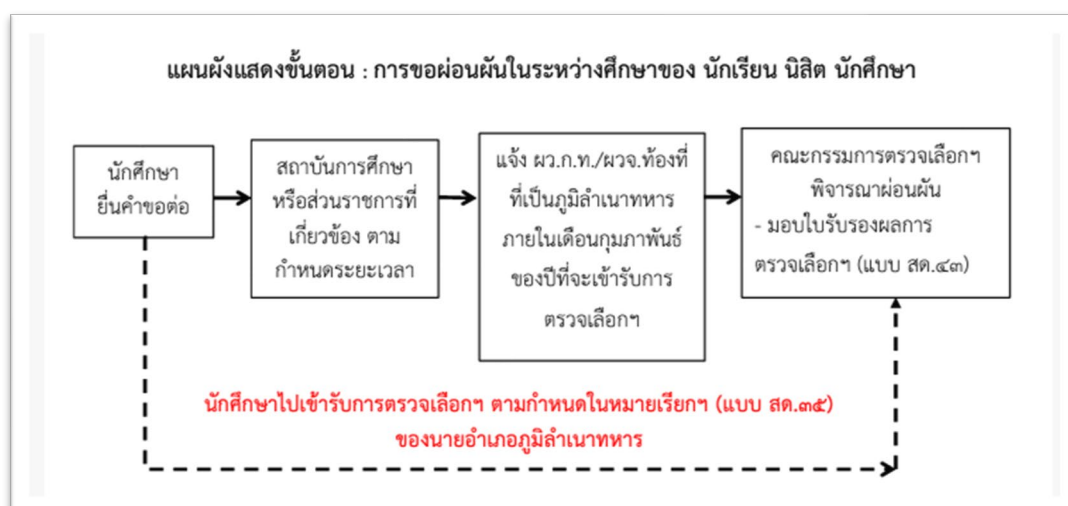 แผนผังแสดงขั้นตอน : การขอผ่อนผันในระหว่างศึกษาของ นักเรียน นิสิต นักศึกษา
นักศึกษา
ยื่นคำขอต่อ
สถาบันการศึกษา
หรือส่วนราชการที่
เกี่ยวข้อง ตาม
กำหนดระยะเวลา
แจ้ง ผว.ก.ท./ผวจ.ท้องที่
ที่เป็นภูมิลำเนาทหาร
ภายในเดือนกุมภาพันธ์
ของปีที่จะเข้ารับการ
ตรวจเลือกฯ
คณะกรรมการตรวจเลือกฯ
พิจารณาผ่อนผัน
- มอบใบรับรองผลการ
ตรวจเลือกฯ (แบบ สด.๔๓)
นักศึกษาไปเข้ารับการตรวจเลือกฯ ตามกำหนดในหมายเรียกฯ (แบบ สด.๓๕)
ของนายอำเภอภูมิลำเนาทหาร